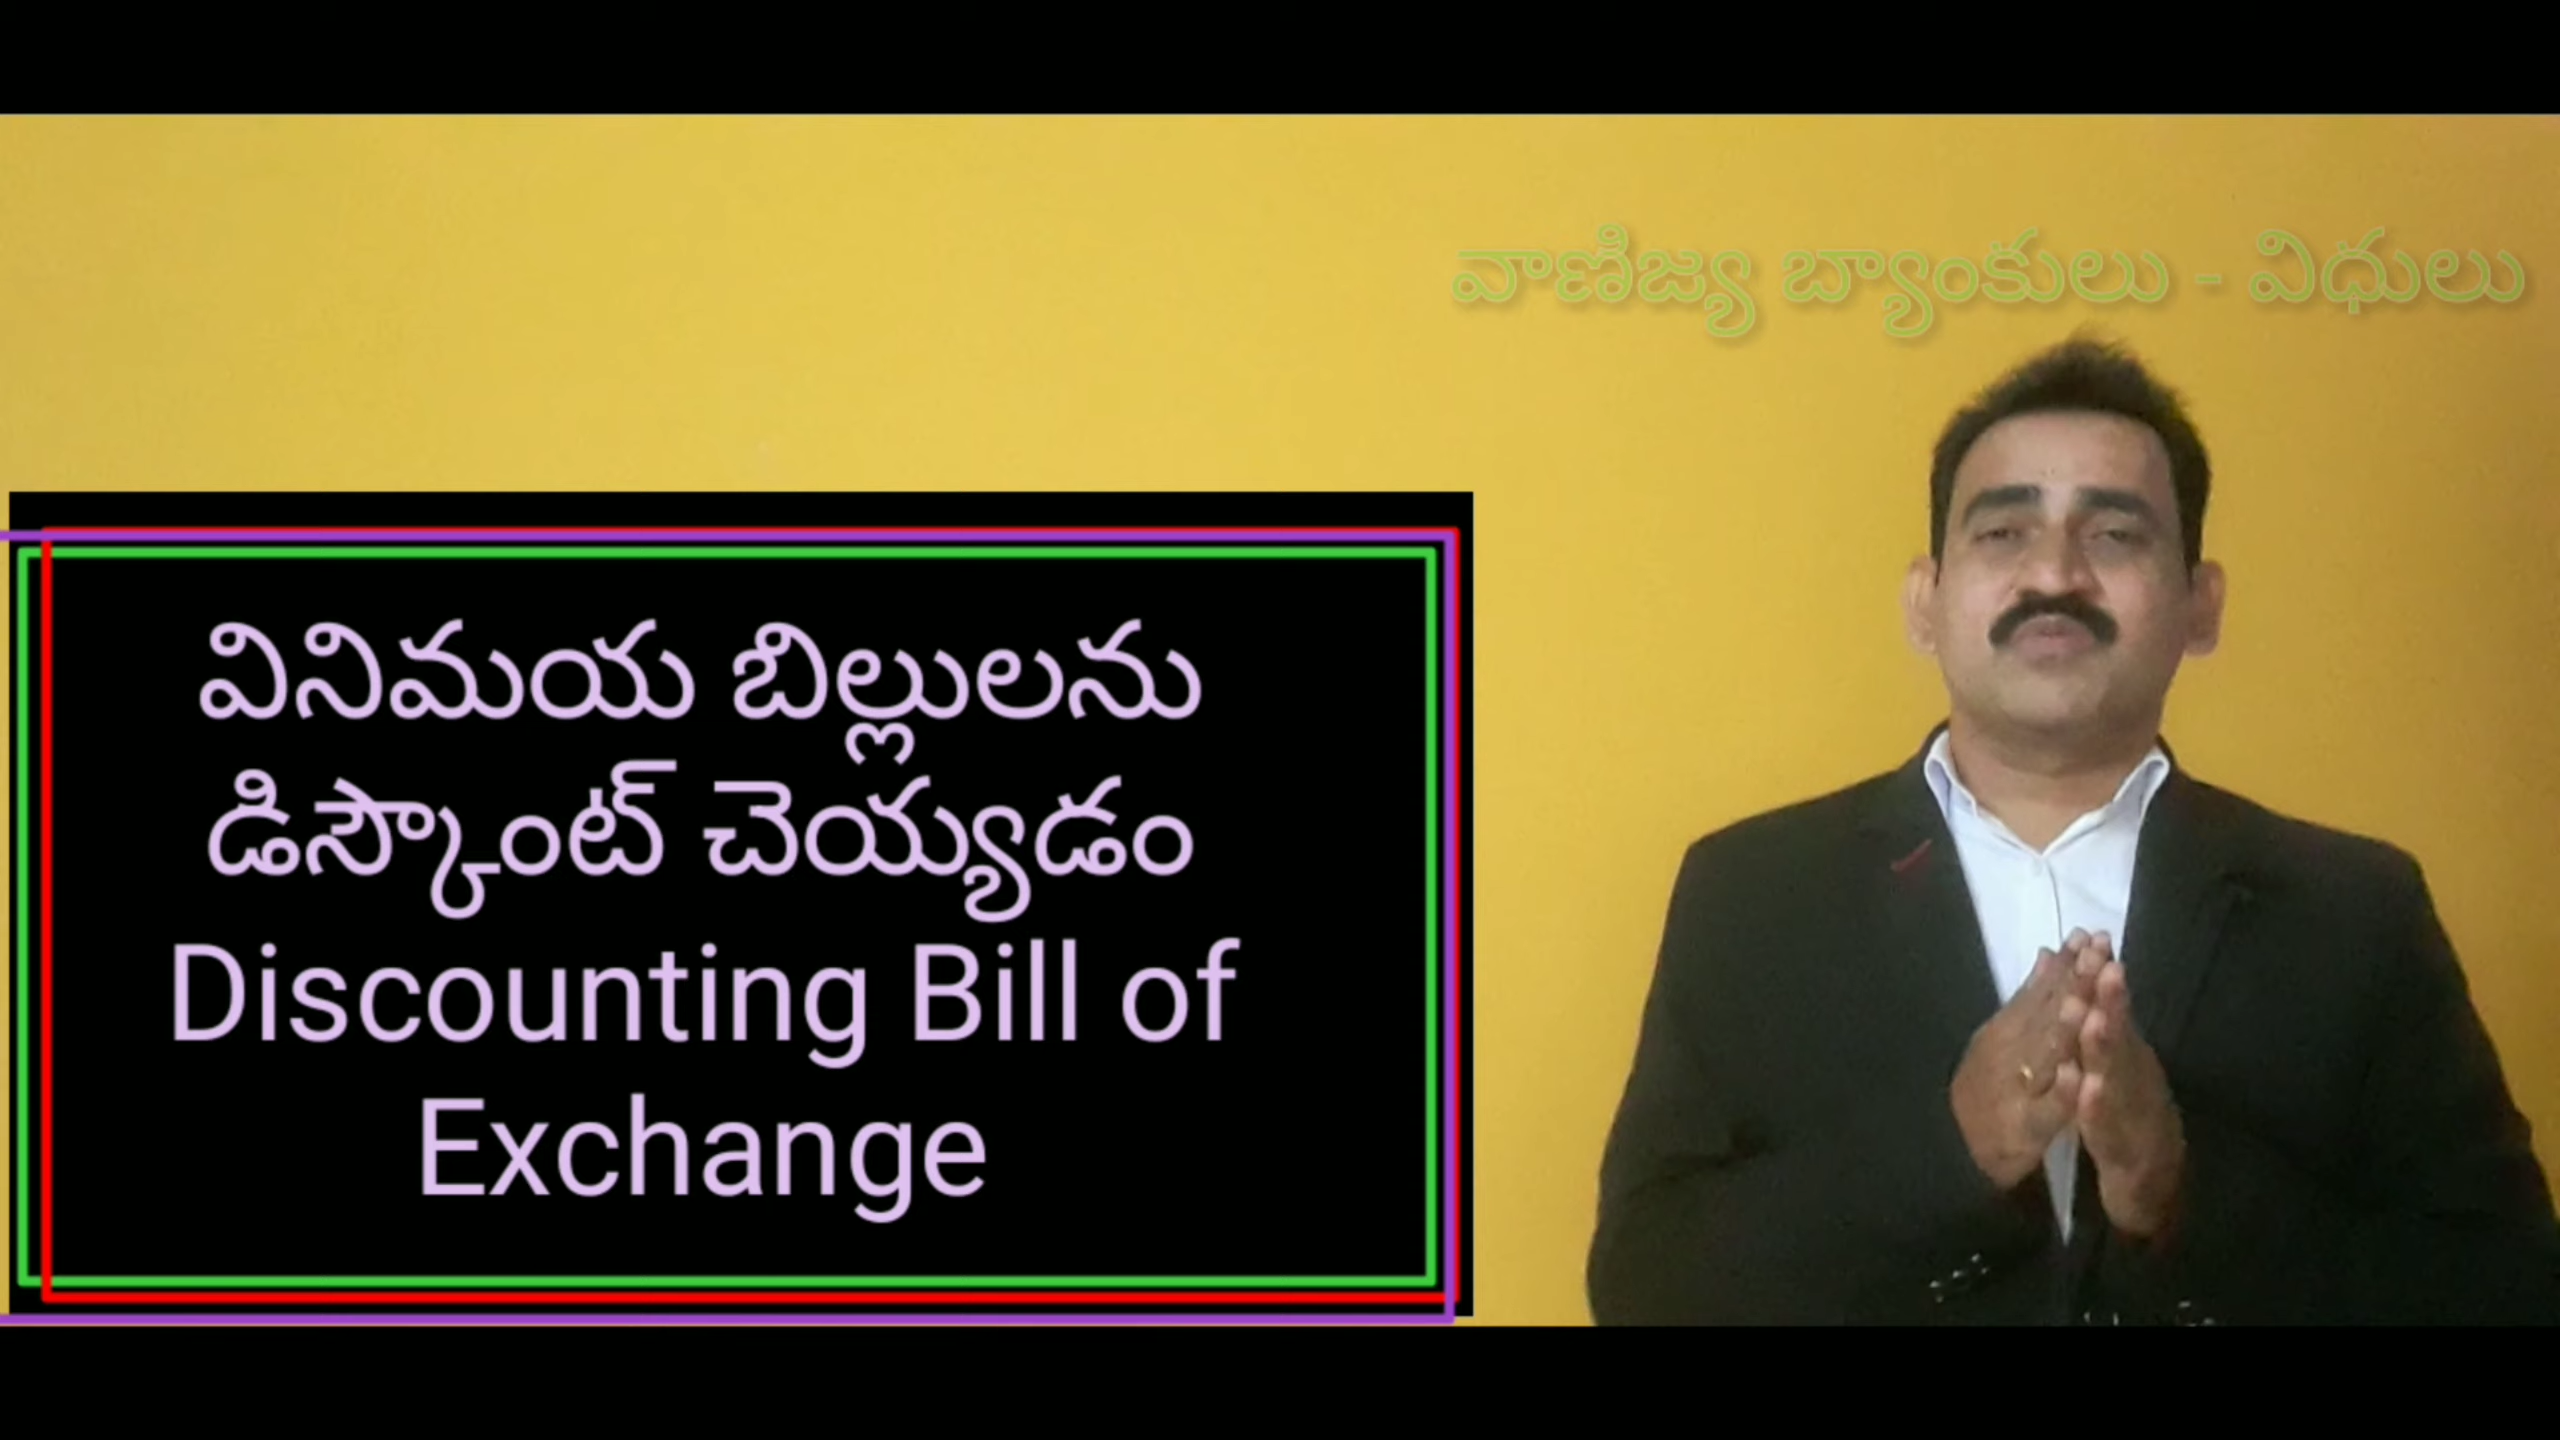 వాణిజ్య బ్యాంకులు - విధులు
వినిమయ బిల్లులను
డిస్కౌంట్ చెయ్యడం
Discounting Bill of
Exchange